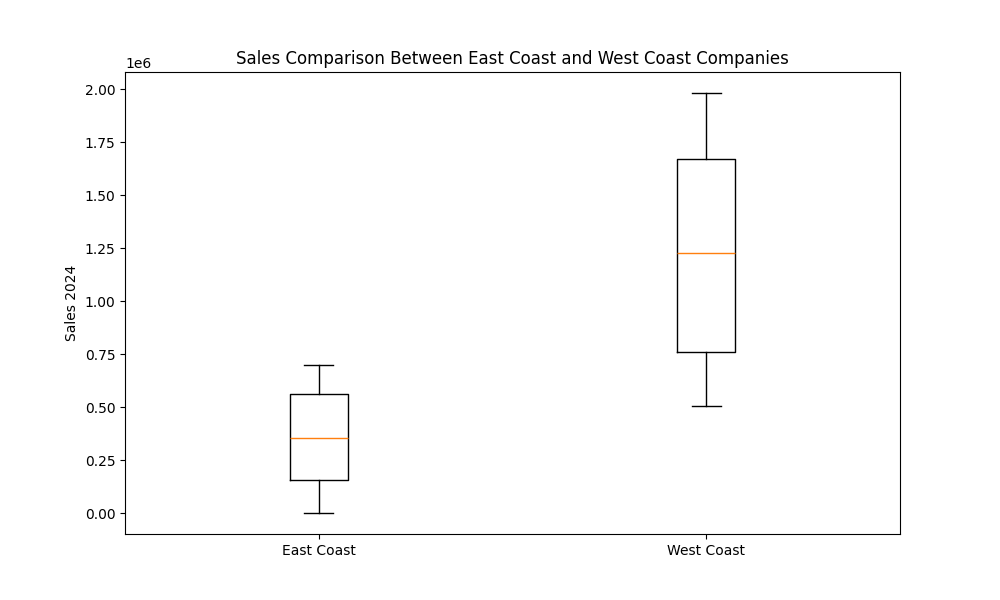 Sales Comparison Between East Coast and West Coast Companies
1e6
2.00
1.75
1.50
1.25
1.00
0.75
0.50
0.25
0.00
Sales 2024
East Coast
West Coast